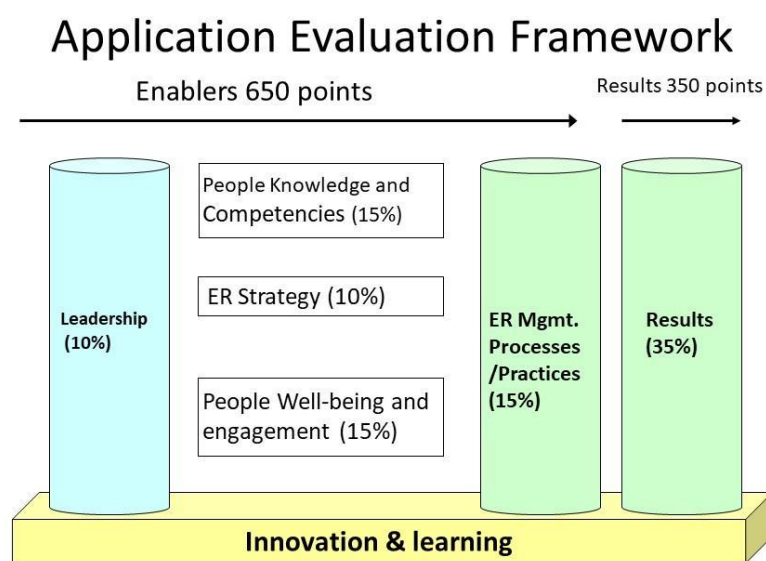 Application Evaluation Framework
Enablers 650 points
Results 350 points
Leadership
(10%)
People Knowledge and
Competencies (15%)
ER Strategy (10%)
People Well-being and
engagement (15%)
ER Mgmt.
Processes
/Practices
(15%)
Results
(35%)
Innovation & learning